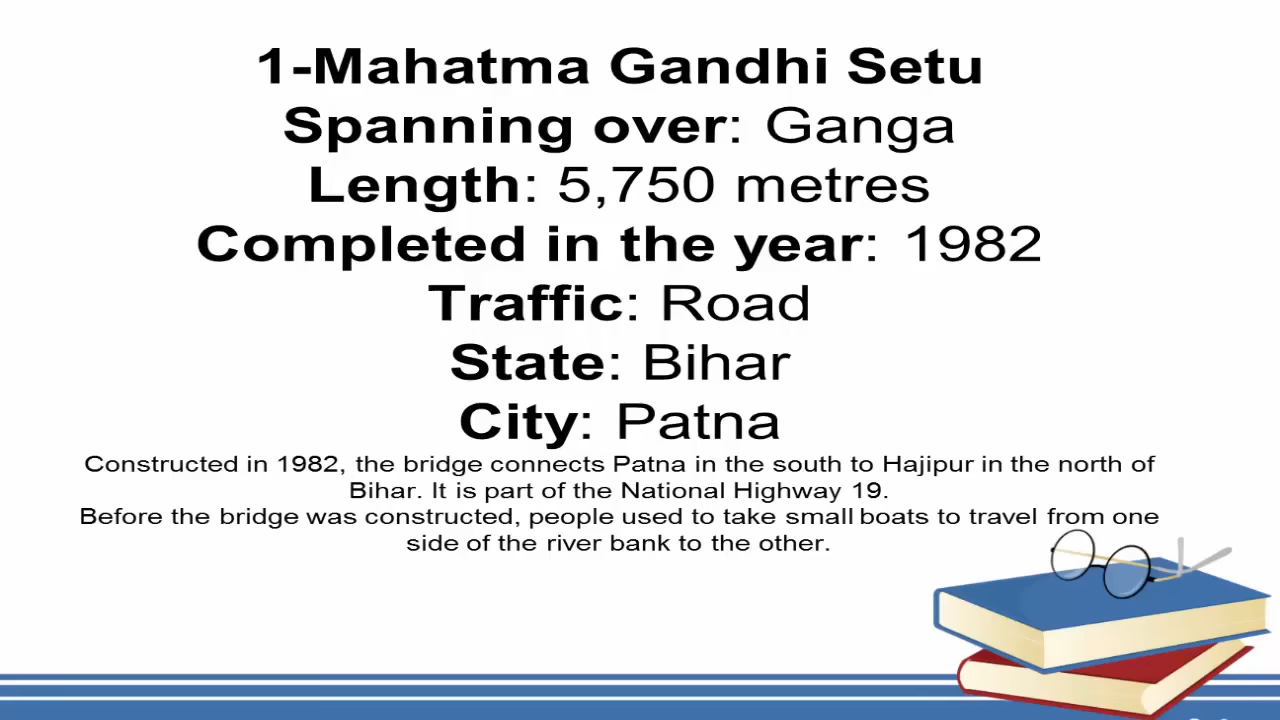 1-Mahatma Gandhi Setu
Spanning over: Ganga
Length: 5,750 metres
Completed in the year: 1982
Traffic: Road
State: Bihar
City: Patna
Constructed in 1982, the bridge connects Patna in the south to Hajipur in the north of
Bihar. It is part of the National Highway 19.
Before the bridge was constructed, people used to take small boats to travel from one
side of the river bank to the other.